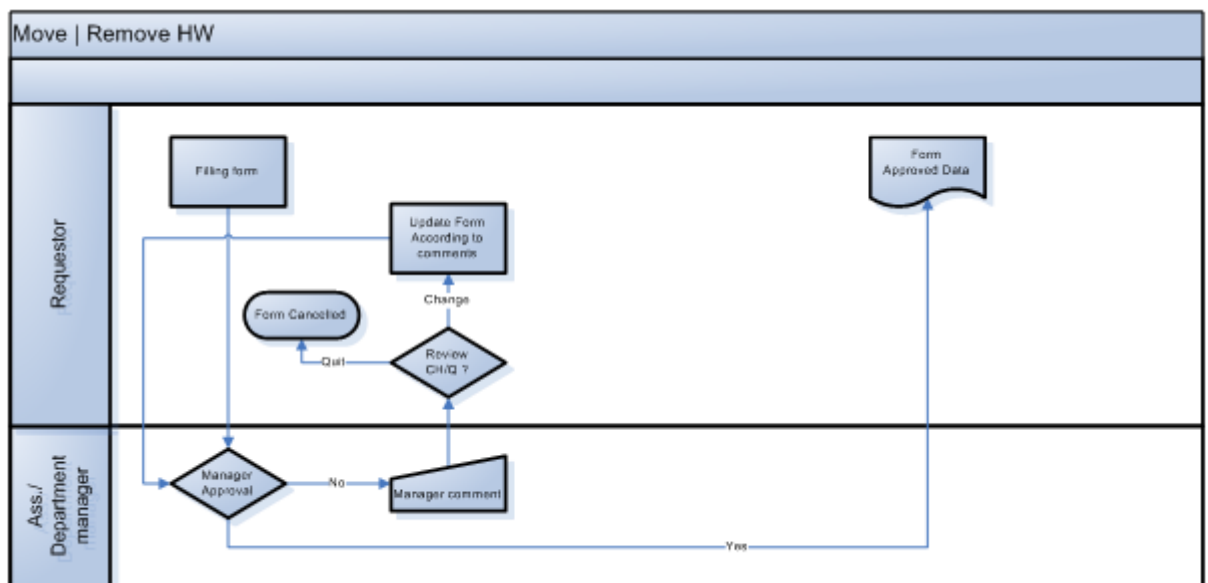 Move | Remove HW
Requestor
Filling form
Form
Approved Data
Update Form
According to
comments
Change
Form Cancelled
Quit
Review
CH/Q ?
Ass./
Department
manager
Manager
Approval
No
Manager comment
Yes